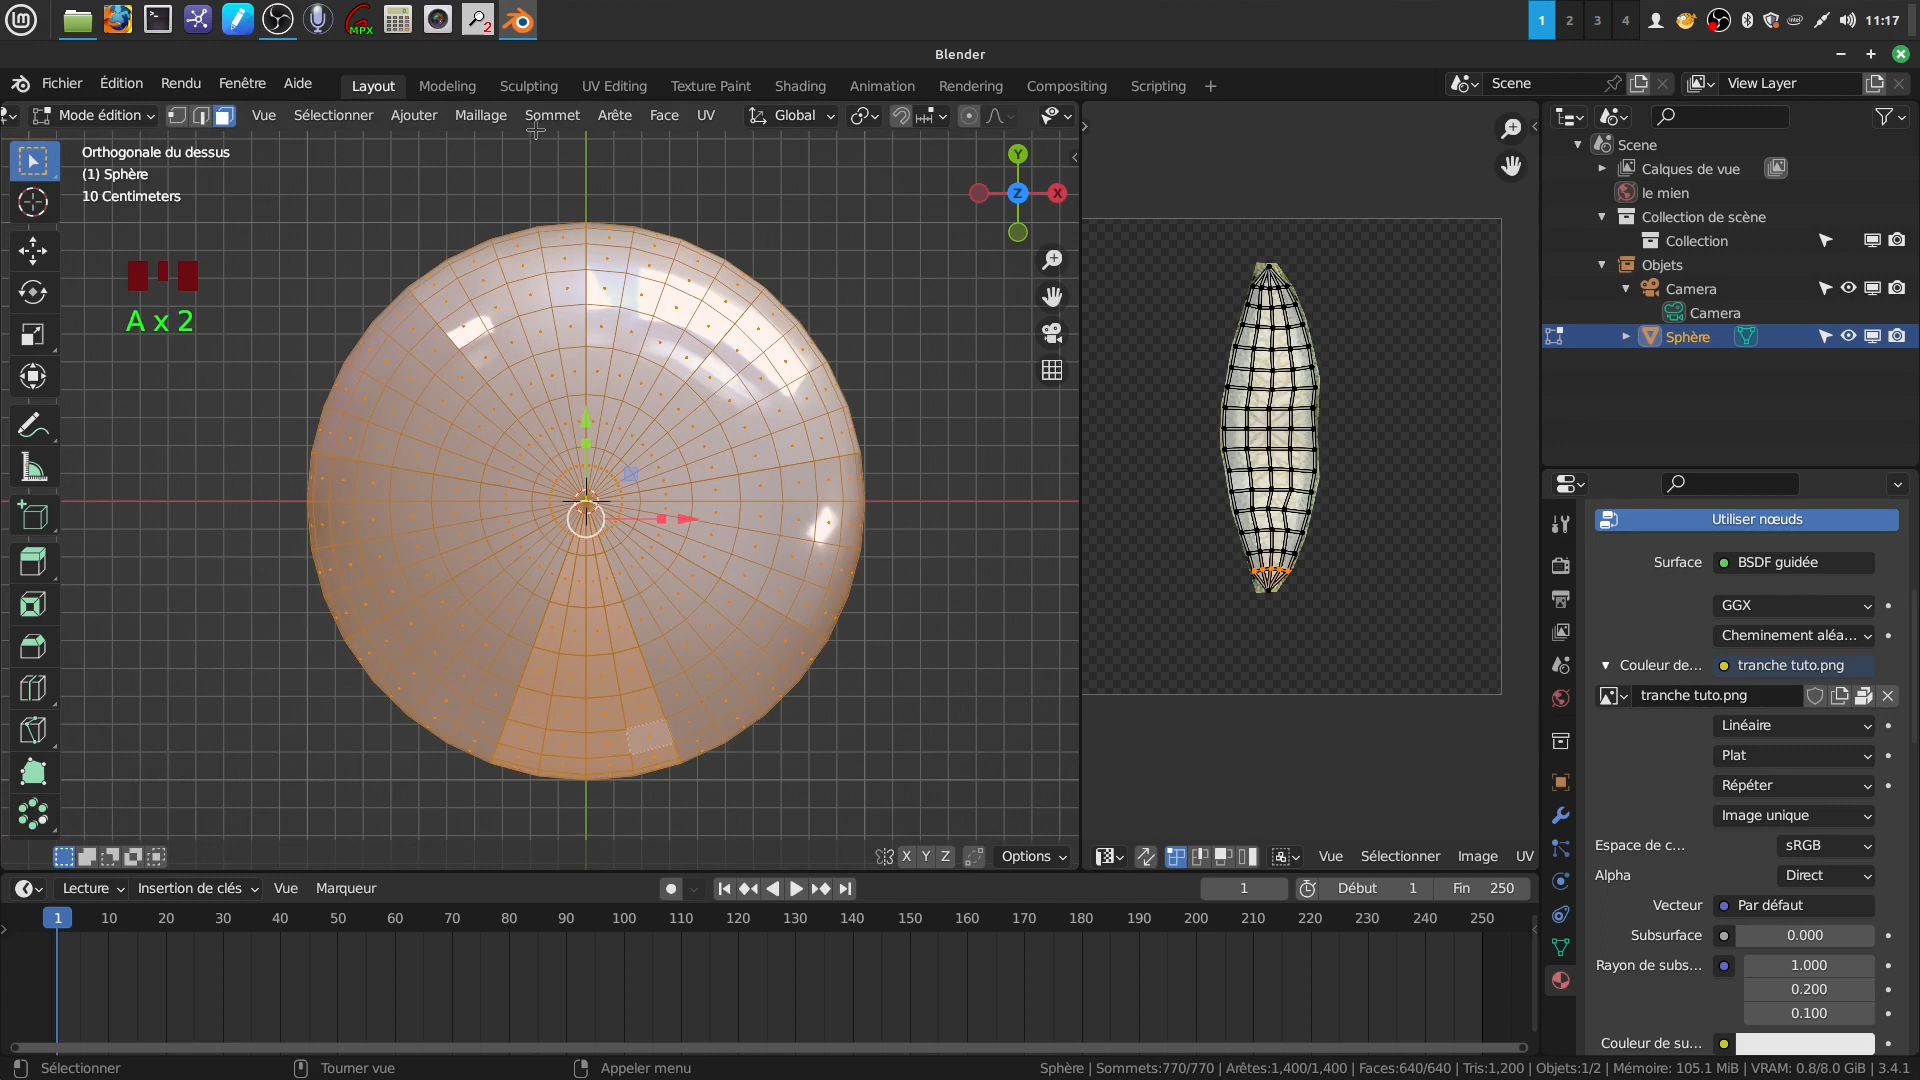 11:17
1 2 3 4
MPX
2
Blender
Fichier Édition Rendu Fenêtre Aide
Layout Modeling Sculpting UV Editing Texture Paint Shading Animation Rendering Compositing Scripting +
Scene
View Layer
Mode édition Vue Sélectionner Ajouter Maillage Sommet Arête Face UV Global
Orthogonale du dessus
(1) Sphère
10 Centimeters
Y
X
Z
A x 2
X Y Z Options
Vue Sélectionner Image UV
Scene
Calques de vue
le mien
Collection de scène
Collection
Objets
Camera
Camera
Sphère
Utiliser nœuds
Surface BSDF guidée
GGX
Cheminement aléa...
Couleur de... tranche tuto.png
tranche tuto.png
Linéaire
Plat
Répéter
Image unique
Espace de c... sRGB
Alpha Direct
Vecteur Par défaut
Subsurface 0.000
Rayon de subs... 1.000
0.200
0.100
Couleur de su...
Lecture Insertion de clés Vue Marqueur
1 Début 1 Fin 250
1 10 20 30 40 50 60 70 80 90 100 110 120 130 140 150 160 170 180 190 200 210 220 230 240 250
Sélectionner Tourner vue Appeler menu
Sphère | Sommets:770/770 | Arêtes:1,400/1,400 | Faces:640/640 | Tris:1,200 | Objets:1/2 | Mémoire: 105.1 MiB | VRAM: 0.8/8.0 GiB | 3.4.1